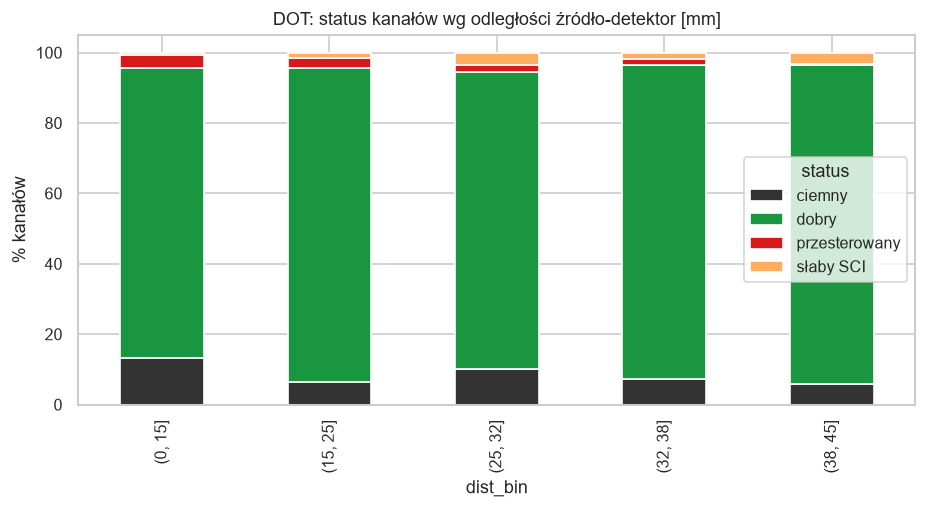 DOT: status kanałów wg odległości źródło-detektor [mm]
100
80
60
40
20
0
% kanałów
status
ciemny
dobry
przesterowany
słaby SCI
(0, 15]
(15, 25]
(25, 32]
(32, 38]
(38, 45]
dist_bin